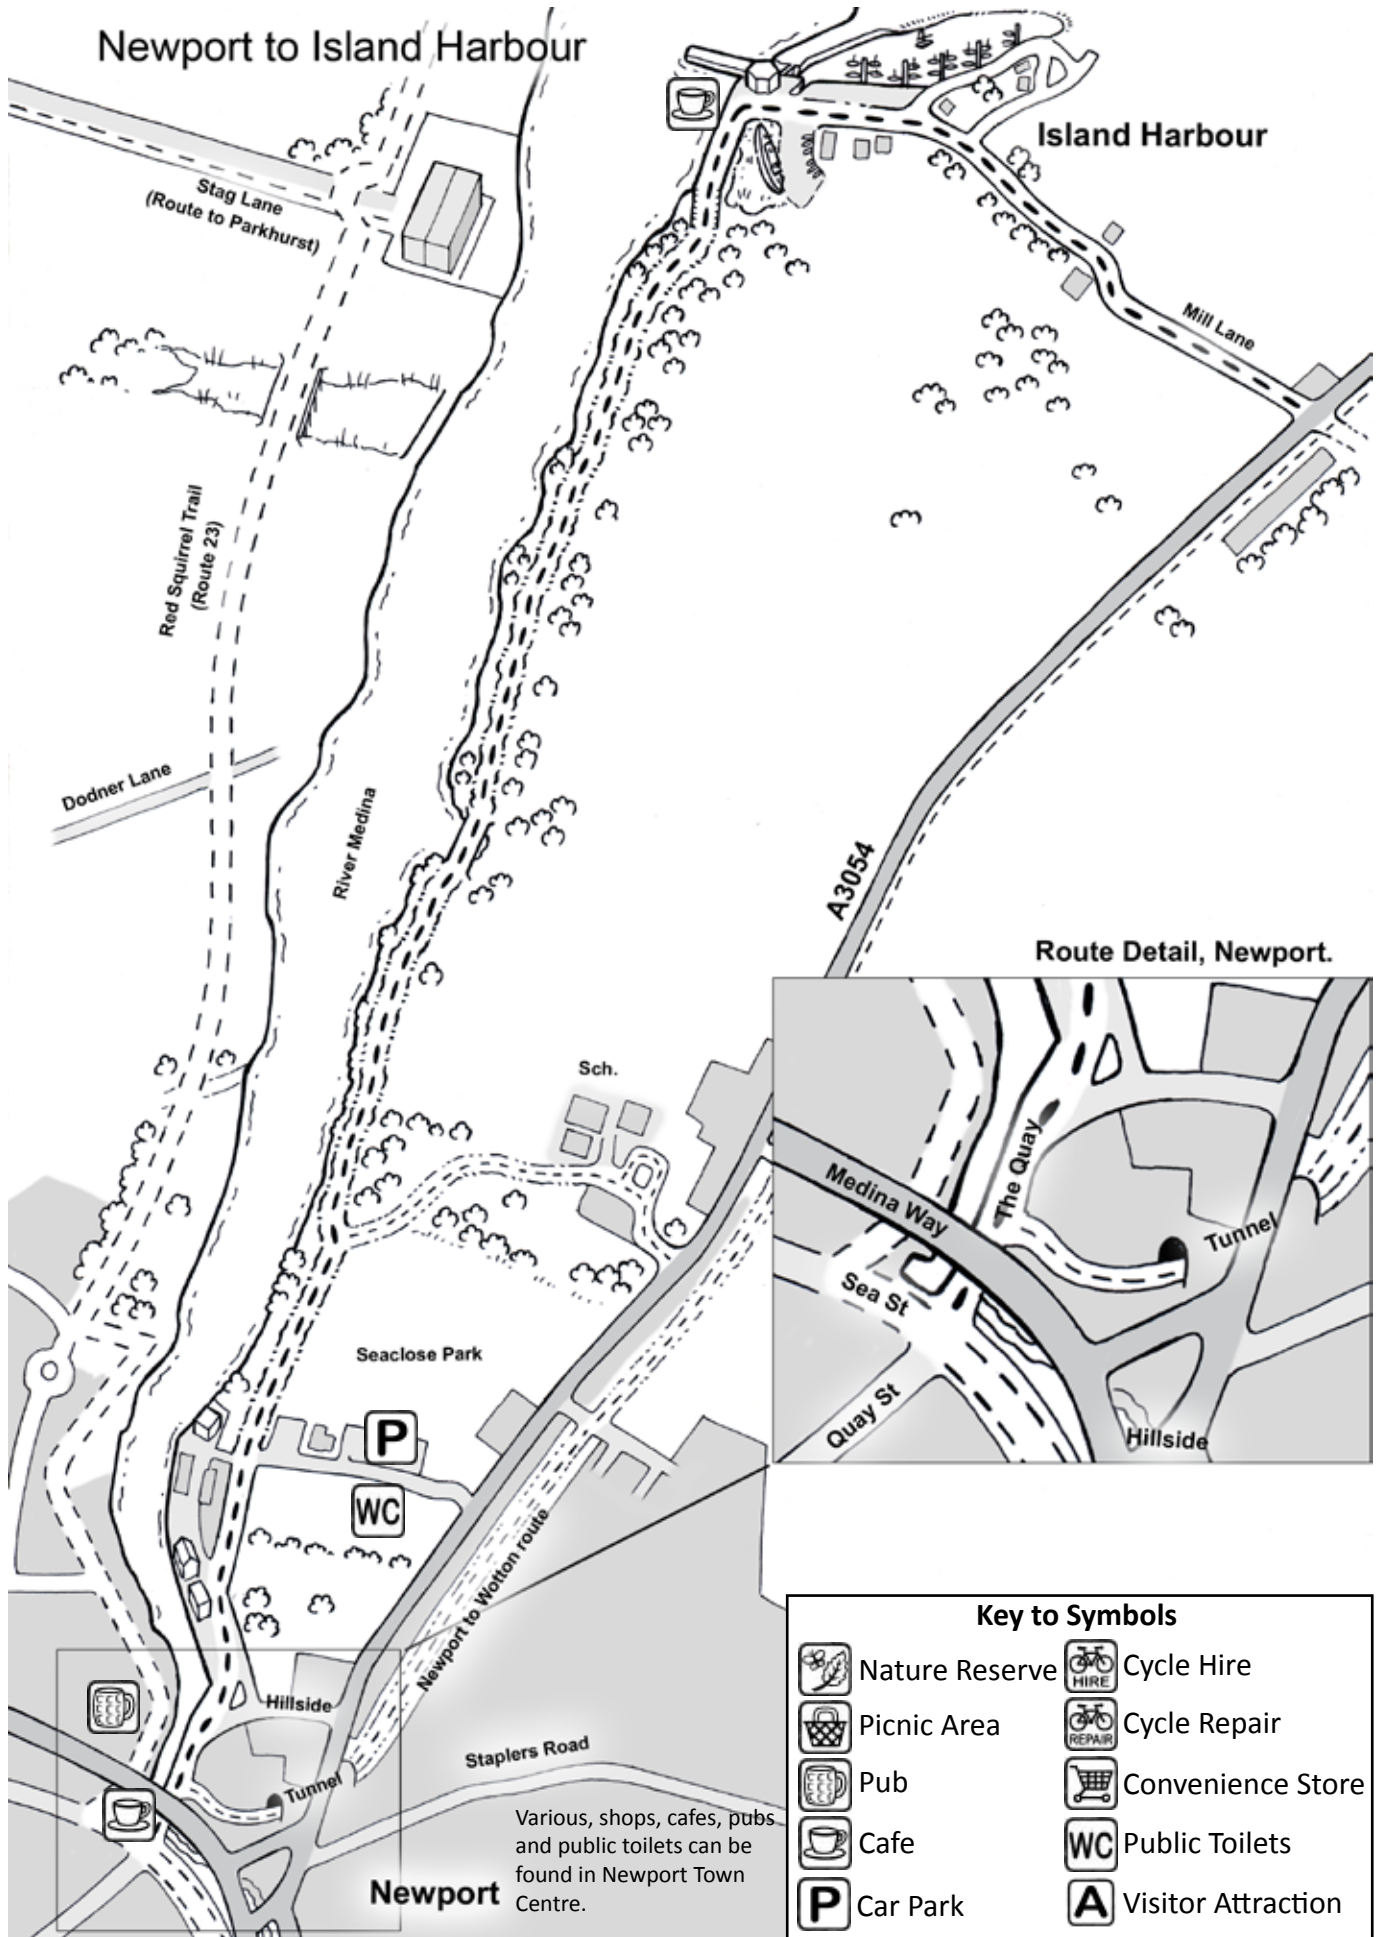 Newport to Island Harbour
Island Harbour
Stag Lane
(Route to Parkhurst)
Mill Lane
Red Squirrel Trail
(Route 23)
Dodner Lane
River Medina
A3054
Route Detail, Newport.
Sch.
The Quay
Medina Way
Tunnel
Sea St
Quay St
Hillside
Seaclose Park
P
WC
Newport to Wotton route
Hillside
Tunnel
Staplers Road
Newport
Various, shops, cafes, pubs
and public toilets can be
found in Newport Town
Centre.
Key to Symbols
Nature Reserve
HIRE Cycle Hire
Picnic Area
REPAIR Cycle Repair
Pub
Convenience Store
Cafe
WC Public Toilets
P Car Park
A Visitor Attraction